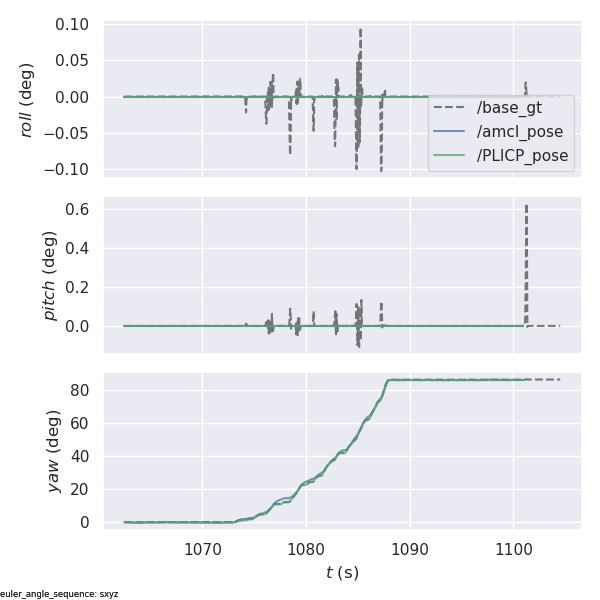 0.10
0.05
0.00
−0.05
−0.10
roll (deg)
/base_gt
/amcl_pose
/PLICP_pose
0.6
0.4
0.2
0.0
pitch (deg)
80
60
40
20
0
yaw (deg)
1070 1080 1090 1100
t (s)
euler_angle_sequence: sxyz